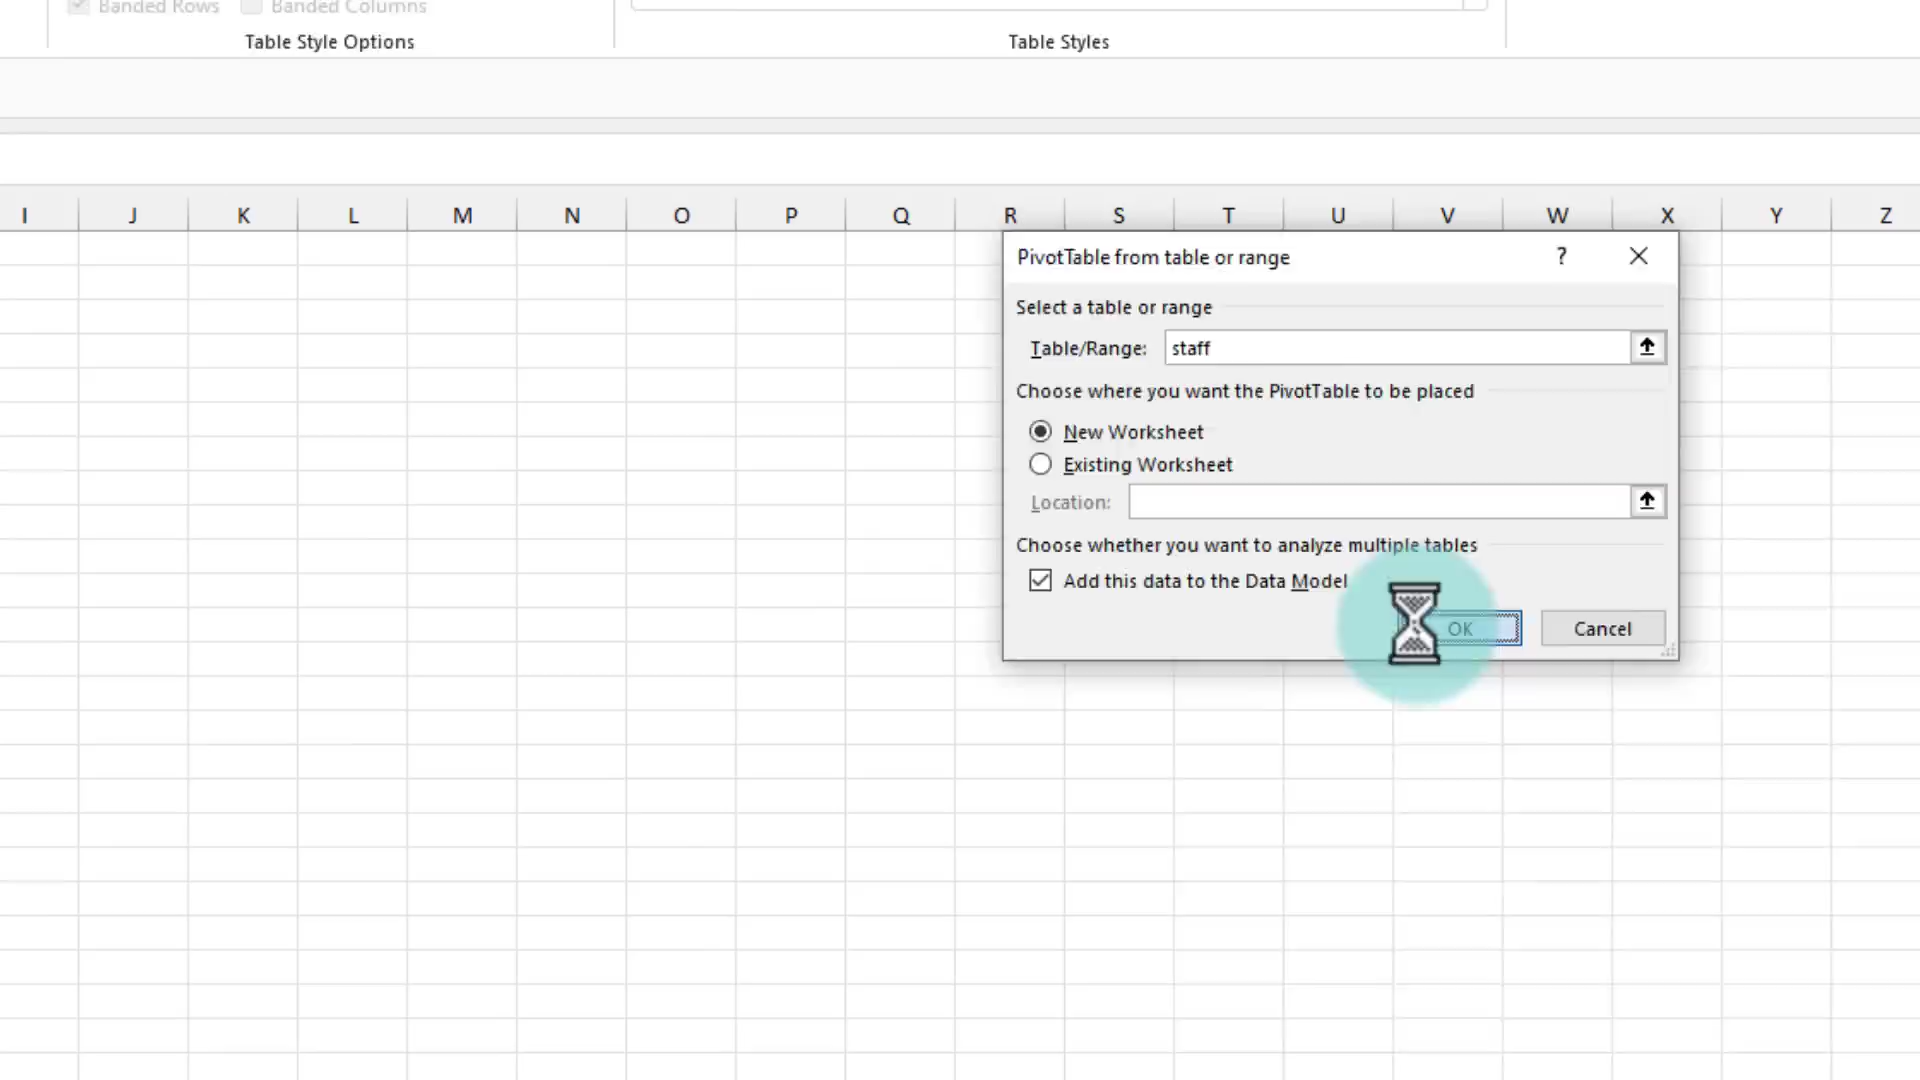 Banded Rows Banded Columns
Table Style Options Table Styles
I J K L M N O P Q R S T U V W X Y Z
PivotTable from table or range ?
Select a table or range
Table/Range: staff
Choose where you want the PivotTable to be placed
New Worksheet
Existing Worksheet
Location:
Choose whether you want to analyze multiple tables
Add this data to the Data Model
OK Cancel